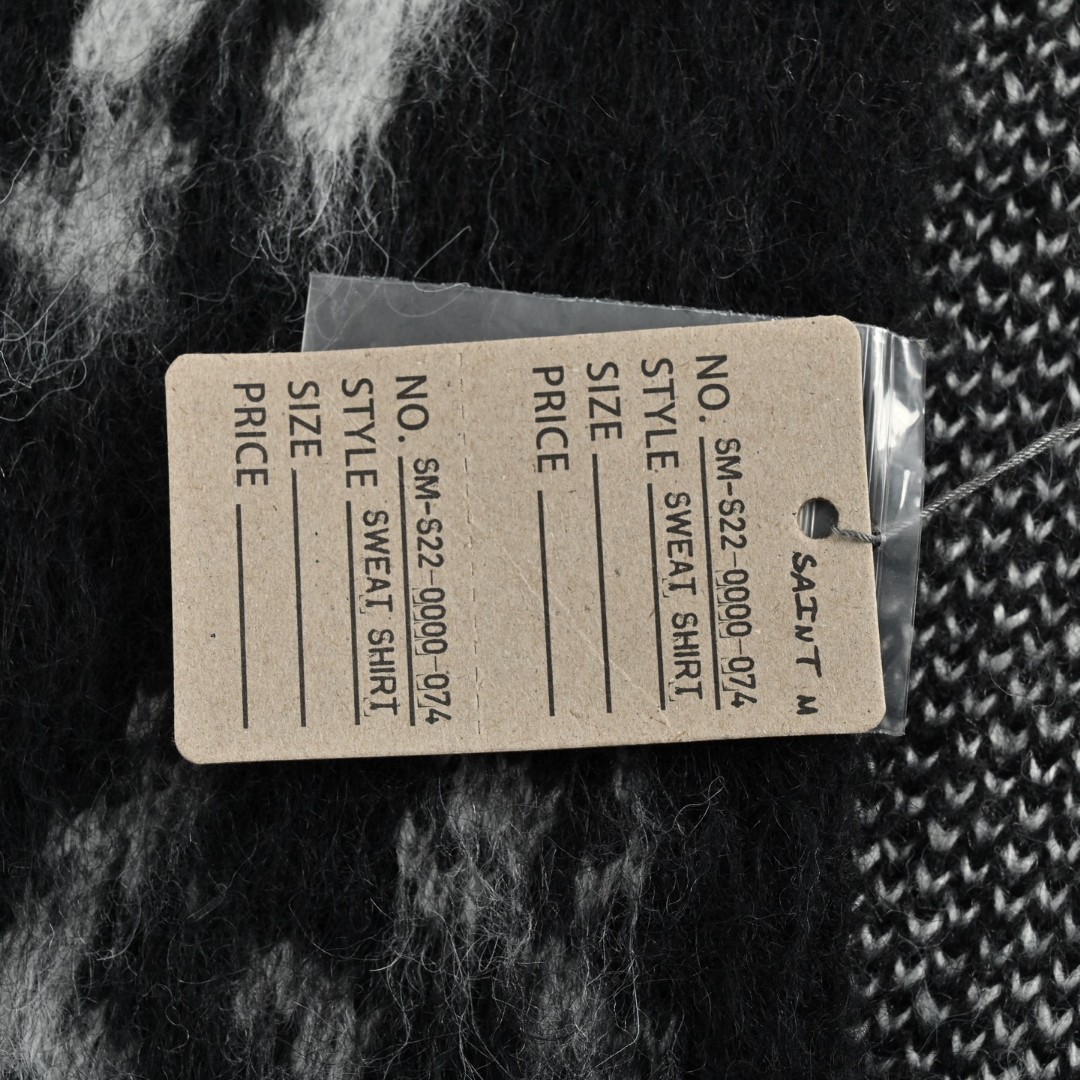 SAINT M
NO. SM-S22-0000-074
STYLE SWEAT SHIRT
SIZE
PRICE
NO. SM-S22-0000-074
STYLE SWEAT SHIRT
SIZE
PRICE